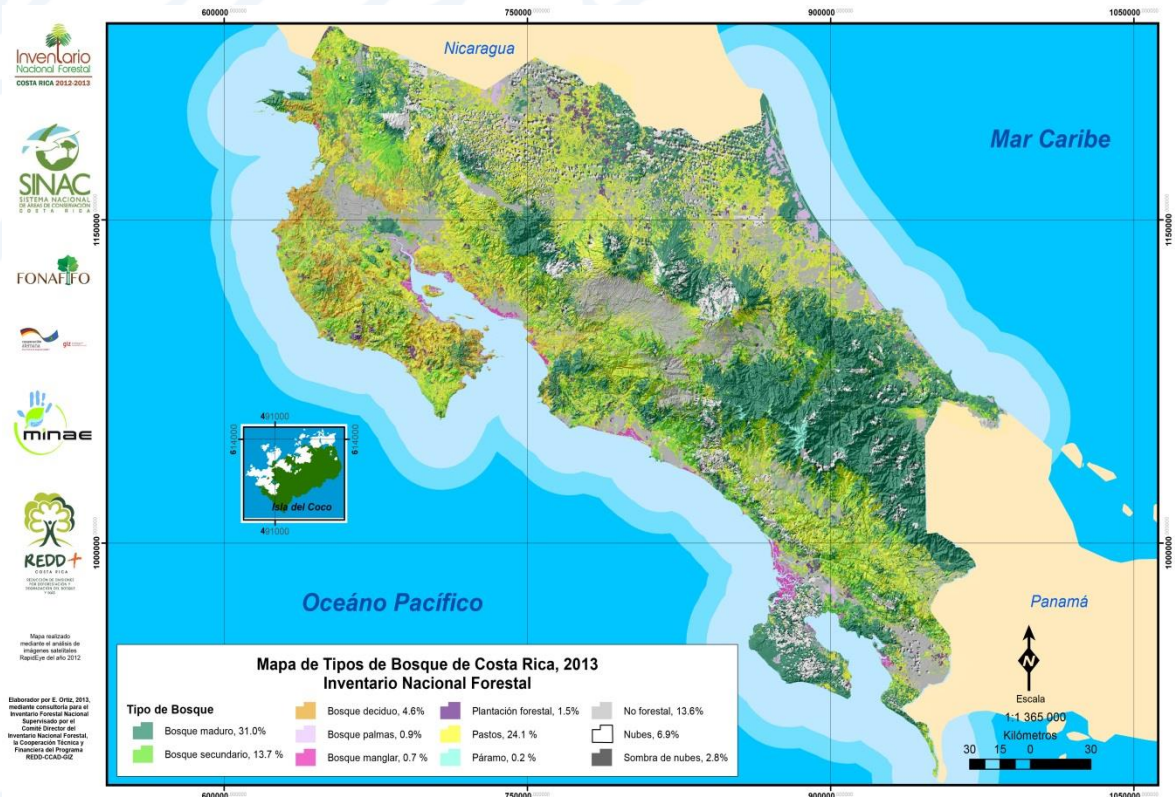 600000
750000
900000
1050000
Inventario
Nacional Forestal
COSTA RICA 2012-2013
SINAC
SISTEMA NACIONAL
DE ÁREAS DE CONSERVACIÓN
COSTA RICA
FONAFIFO
giz
minae
REDD+
COSTA RICA
Mapa realizado
mediante el análisis de
imágenes satelitales
RapidEye del año 2012
Elaborador por E. Ortiz, 2013,
mediante consultoría para el
Inventario Forestal Nacional
Supervisado por el
Comité Director del
Inventario Nacional Forestal,
la Cooperación Técnica y
Financiera del Programa
REDD-CCAD-GIZ
Nicaragua
Mar Caribe
1150000
1150000
491000
614000
614000
Isla del Coco
491000
1000000
1000000
Océano Pacífico
Panamá
N
Escala
1:1 365 000
Kilómetros
30 15 0 30
Mapa de Tipos de Bosque de Costa Rica, 2013
Inventario Nacional Forestal
Tipo de Bosque
Bosque maduro, 31.0%
Bosque secundario, 13.7 %
Bosque deciduo, 4.6%
Bosque palmas, 0.9%
Bosque manglar, 0.7 %
Plantación forestal, 1.5%
Pastos, 24.1 %
Páramo, 0.2 %
No forestal, 13.6%
Nubes, 6.9%
Sombra de nubes, 2.8%
600000
750000
900000
1050000